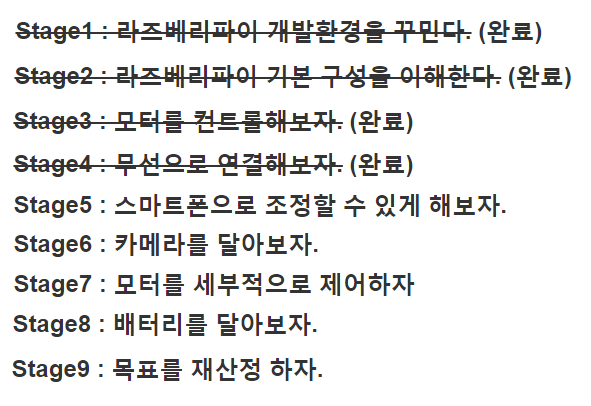 Stage1 : 라즈베리파이 개발환경을 꾸민다. (완료)
Stage2 : 라즈베리파이 기본 구성을 이해한다. (완료)
Stage3 : 모터를 컨트롤해보자. (완료)
Stage4 : 무선으로 연결해보자. (완료)
Stage5 : 스마트폰으로 조정할 수 있게 해보자.
Stage6 : 카메라를 달아보자.
Stage7 : 모터를 세부적으로 제어하자
Stage8 : 배터리를 달아보자.
Stage9 : 목표를 재산정 하자.